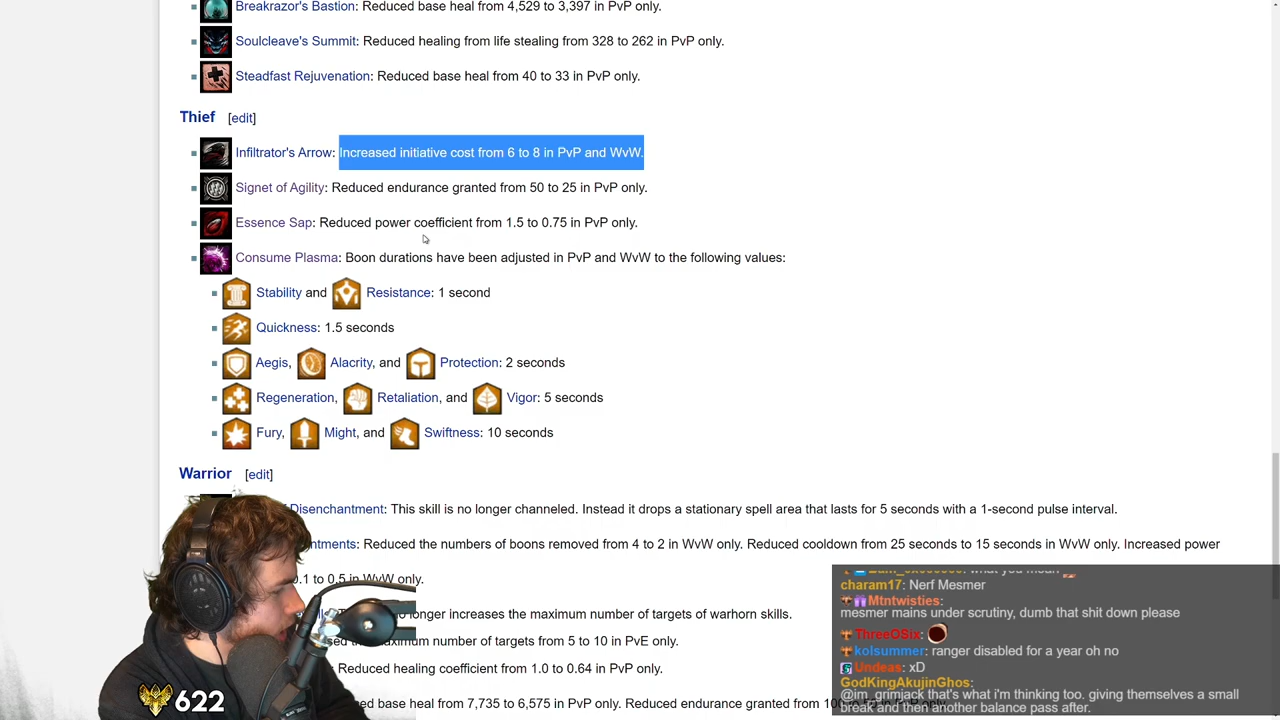 Breakrazor's Bastion: Reduced base heal from 4,529 to 3,397 in PvP only.
Soulcleave's Summit: Reduced healing from life stealing from 328 to 262 in PvP only.
Steadfast Rejuvenation: Reduced base heal from 40 to 33 in PvP only.
Thief [edit]
Infiltrator's Arrow: Increased initiative cost from 6 to 8 in PvP and WvW.
Signet of Agility: Reduced endurance granted from 50 to 25 in PvP only.
Essence Sap: Reduced power coefficient from 1.5 to 0.75 in PvP only.
Consume Plasma: Boon durations have been adjusted in PvP and WvW to the following values:
Stability and Resistance: 1 second
Quickness: 1.5 seconds
Aegis, Alacrity, and Protection: 2 seconds
Regeneration, Retaliation, and Vigor: 5 seconds
Fury, Might, and Swiftness: 10 seconds
Warrior [edit]
Disenchantment: This skill is no longer channeled. Instead it drops a stationary spell area that lasts for 5 seconds with a 1-second pulse interval.
ntments: Reduced the numbers of boons removed from 4 to 2 in WvW only. Reduced cooldown from 25 seconds to 15 seconds in WvW only. Increased power
0.1 to 0.5 in WvW only.
longer increases the maximum number of targets of warhorn skills.
sed the maximum number of targets from 5 to 10 in PvE only.
Reduced healing coefficient from 1.0 to 0.64 in PvP only.
ed base heal from 7,735 to 6,575 in PvP only. Reduced endurance granted from 10
what you mean
charam17: Nerf Mesmer
Mtntwisties:
mesmer mains under scrutiny, dumb that shit down please
ThreeOSix:
kolsummer: ranger disabled for a year oh no
Undeas: xD
GodKingAkujinGhos:
@im_grimjack that's what i'm thinking too. giving themselves a small
break and then another balance pass after.
622